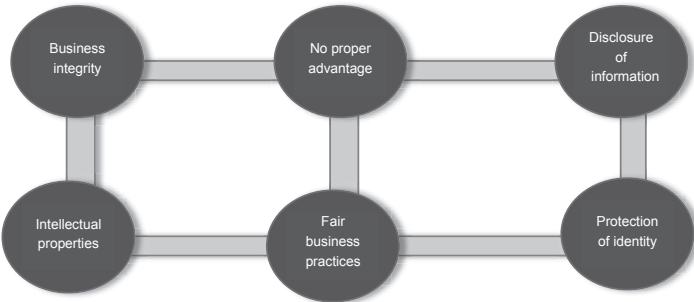 Business
integrity
No proper
advantage
Disclosure
of
information
Intellectual
properties
Fair
business
practices
Protection
of identity